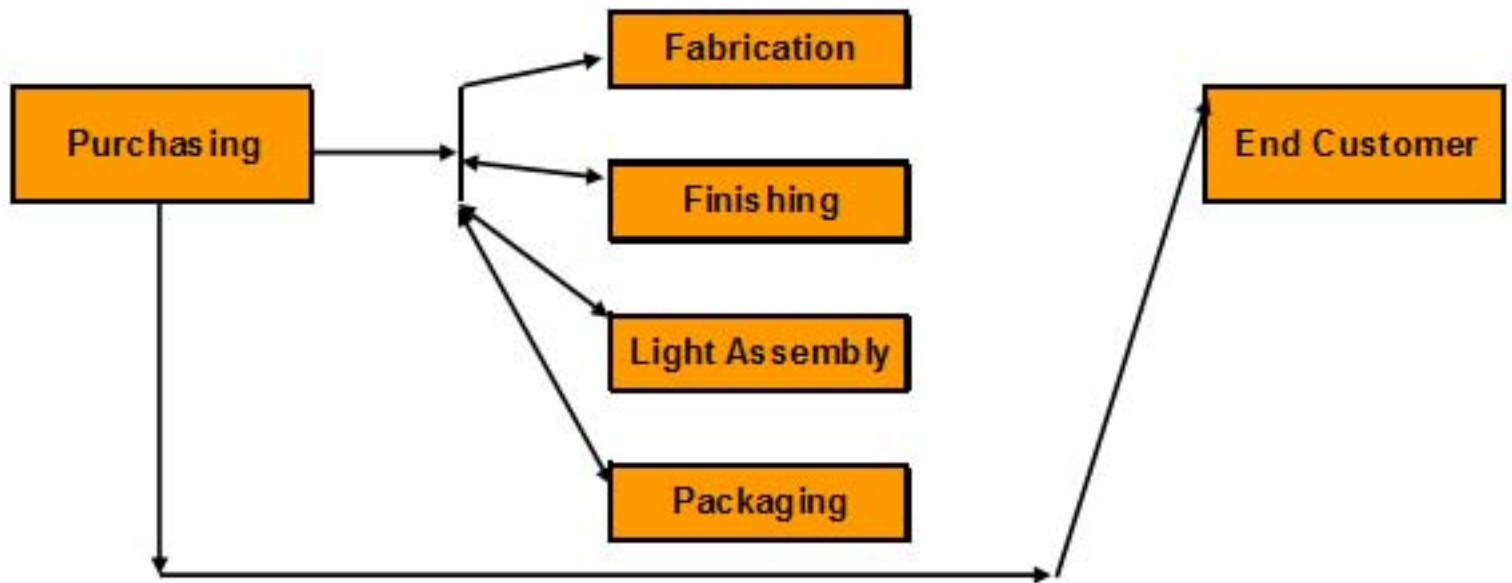 Fabrication
Purchasing
End Customer
Finishing
Light Assembly
Packaging